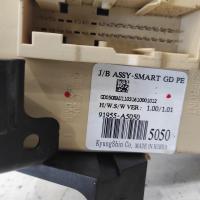 J/B ASSY-SMART GD PE
H/W,S/W VER: 1.00/1.01
91955-A5050
5050
KyungShin Co, MADE IN KOREA